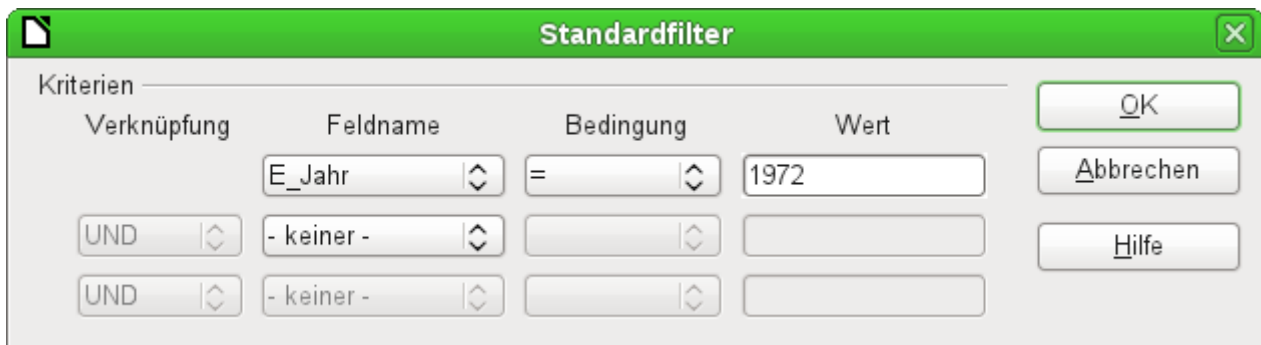 Standardfilter
Kriterien
Verknüpfung Feldname Bedingung Wert
E_Jahr = 1972
UND - keiner -
UND - keiner -
OK
Abbrechen
Hilfe